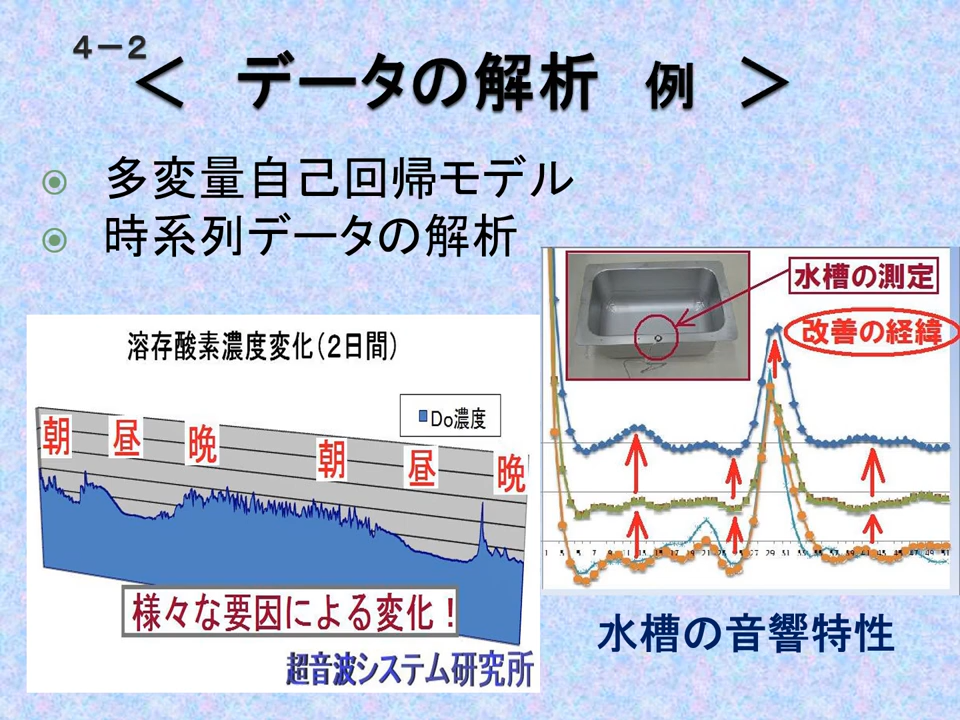 4－2
＜　データの解析　例　＞
多変量自己回帰モデル
時系列データの解析
溶存酸素濃度変化（2日間）
Do濃度
朝 昼 晩 朝 昼 晩
様々な要因による変化！
超音波システム研究所
水槽の測定
改善の経緯
水槽の音響特性